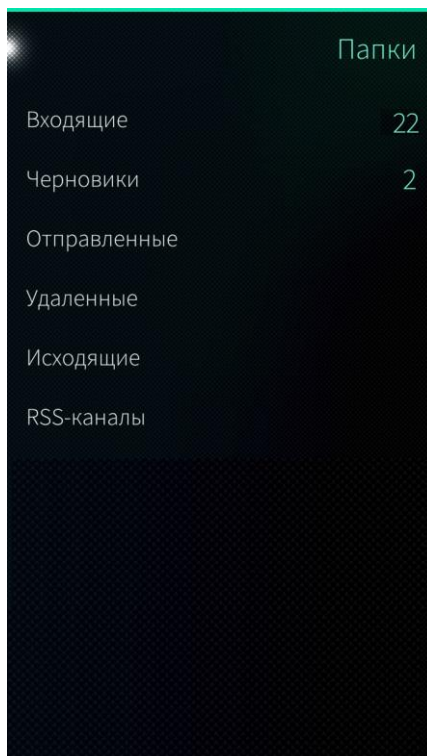 Папки
Входящие 22
Черновики 2
Отправленные
Удаленные
Исходящие
RSS-каналы